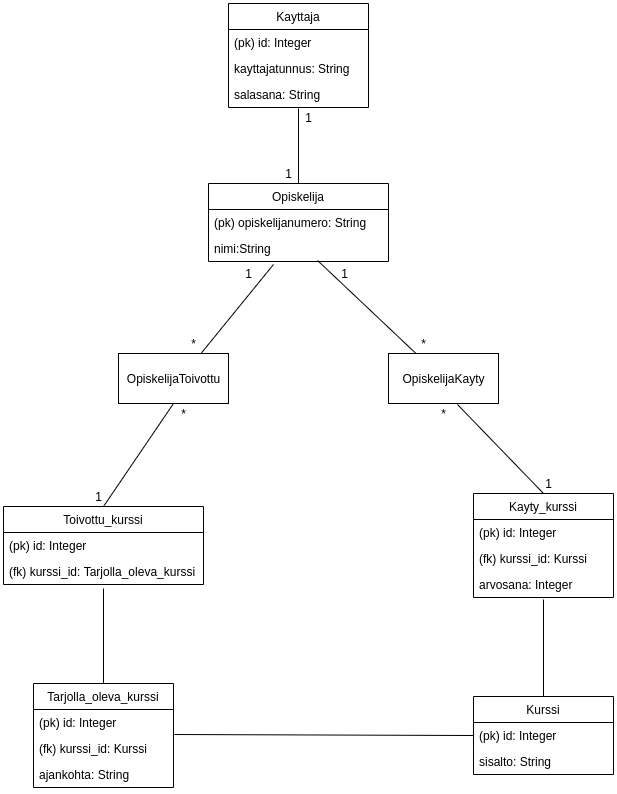 Kayttaja
(pk) id: Integer
kayttajatunnus: String
salasana: String
1
1
Opiskelija
(pk) opiskelijanumero: String
nimi:String
1
1
*
*
OpiskelijaToivottu
OpiskelijaKayty
*
*
1
1
Toivottu_kurssi
(pk) id: Integer
(fk) kurssi_id: Tarjolla_oleva_kurssi
Kayty_kurssi
(pk) id: Integer
(fk) kurssi_id: Kurssi
arvosana: Integer
Tarjolla_oleva_kurssi
(pk) id: Integer
(fk) kurssi_id: Kurssi
ajankohta: String
Kurssi
(pk) id: Integer
sisalto: String